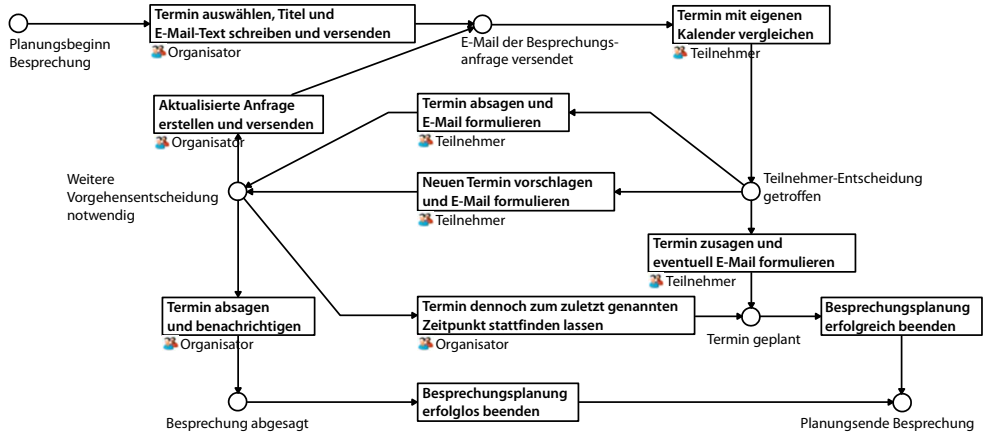 Planungsbeginn
Besprechung
Termin auswählen, Titel und
E-Mail-Text schreiben und versenden
Organisator
E-Mail der Besprechungs-
anfrage versendet
Termin mit eigenen
Kalender vergleichen
Teilnehmer
Aktualisierte Anfrage
erstellen und versenden
Organisator
Termin absagen und
E-Mail formulieren
Teilnehmer
Weitere
Vorgehensentscheidung
notwendig
Neuen Termin vorschlagen
und E-Mail formulieren
Teilnehmer
Teilnehmer-Entscheidung
getroffen
Termin zusagen und
eventuell E-Mail formulieren
Teilnehmer
Termin absagen
und benachrichtigen
Organisator
Termin dennoch zum zuletzt genannten
Zeitpunkt stattfinden lassen
Organisator
Termin geplant
Besprechungsplanung
erfolgreich beenden
Besprechung abgesagt
Besprechungsplanung
erfolglos beenden
Planungsende Besprechung